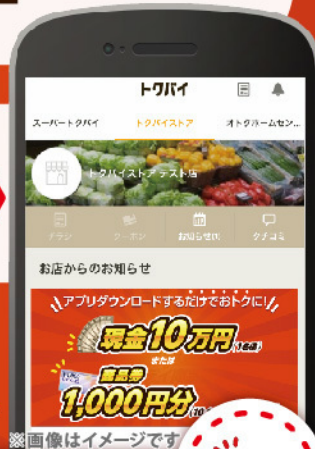 トクバイ
スーパートクバイ トクバイストア オトクホームセン...
トクバイストア テスト店
チラシ クーポン お知らせ(1) クチコミ
お店からのお知らせ
アプリダウンロードするだけでおトクに!
現金10万円
または
商品券
1,000円分
※画像はイメージです